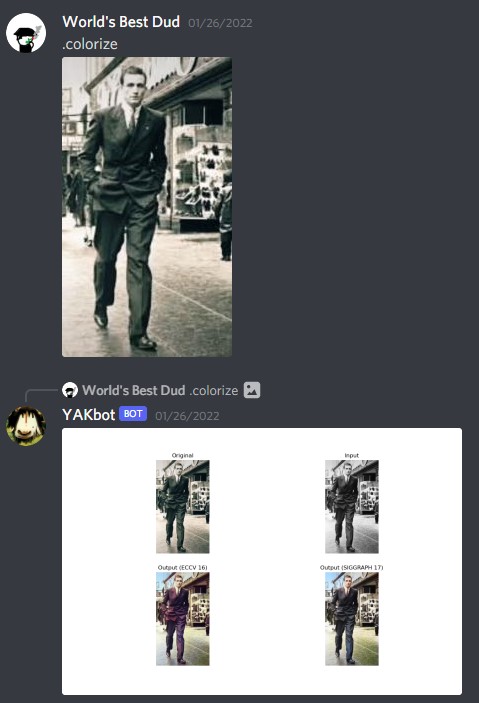 World's Best Dud 01/26/2022
.colorize
World's Best Dud .colorize
YAKbot BOT 01/26/2022
Original Input
Output (ECCV 16) Output (SIGGRAPH 17)